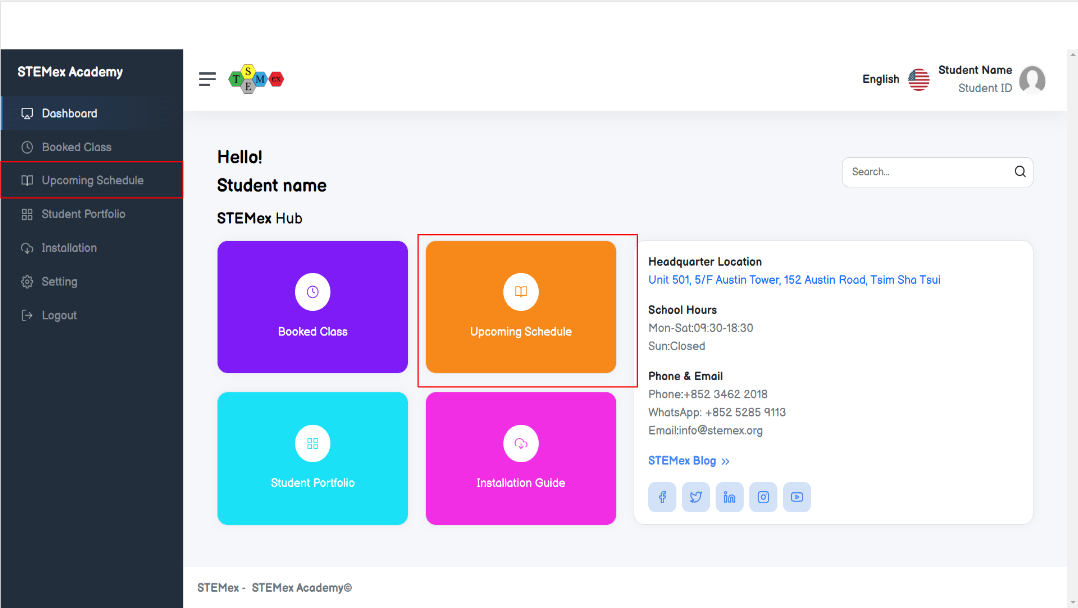 STEMex Academy
Dashboard
Booked Class
Upcoming Schedule
Student Portfolio
Installation
Setting
Logout
T S E M ex
English
Student Name
Student ID
Hello!
Student name
Search...
STEMex Hub
Booked Class
Upcoming Schedule
Student Portfolio
Installation Guide
Headquarter Location
Unit 501, 5/F Austin Tower, 152 Austin Road, Tsim Sha Tsui
School Hours
Mon-Sat:09:30-18:30
Sun:Closed
Phone & Email
Phone:+852 3462 2018
WhatsApp: +852 5285 9113
Email:info@stemex.org
STEMex Blog »
STEMex - STEMex Academy©